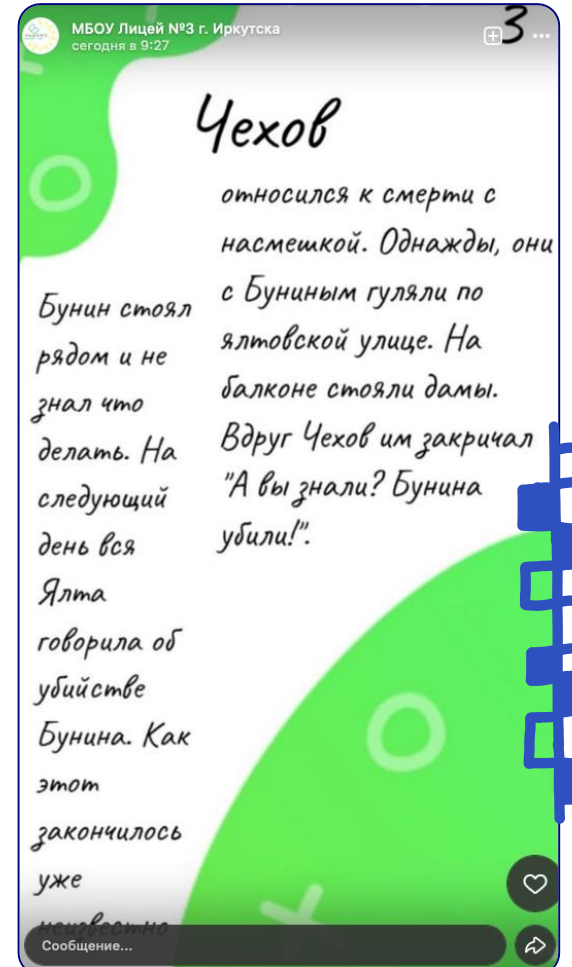 МБОУ Лицей №3 г. Иркутска
сегодня в 9:27
3
Чехов
относился к смерти с
насмешкой. Однажды, они
с Буниным гуляли по
ялтовской улице. На
балконе стояли дамы.
Вдруг Чехов им закричал
"А вы знали? Бунина
убили!".
Бунин стоял
рядом и не
знал что
делать. На
следующий
день вся
Ялта
говорила об
убийстве
Бунина. Как
этот
закончилось
уже
неизвестно
Сообщение...